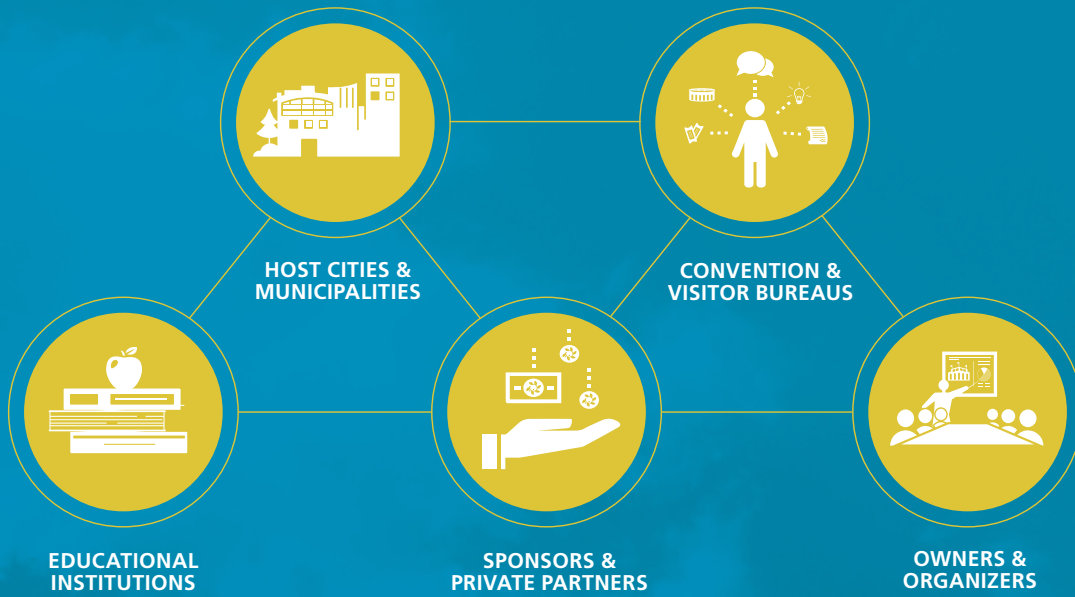 HOST CITIES &
MUNICIPALITIES
CONVENTION &
VISITOR BUREAUS
EDUCATIONAL
INSTITUTIONS
SPONSORS &
PRIVATE PARTNERS
OWNERS &
ORGANIZERS